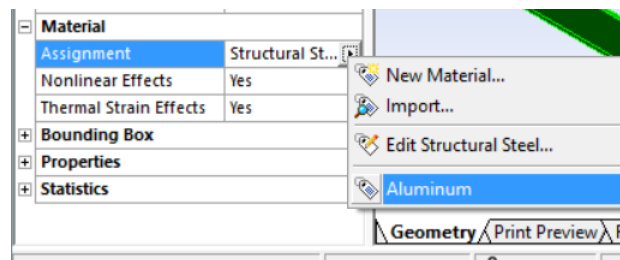 Material
Assignment Structural St...
Nonlinear Effects Yes
Thermal Strain Effects Yes
Bounding Box
Properties
Statistics
New Material...
Import...
Edit Structural Steel...
Aluminum
Geometry Print Preview